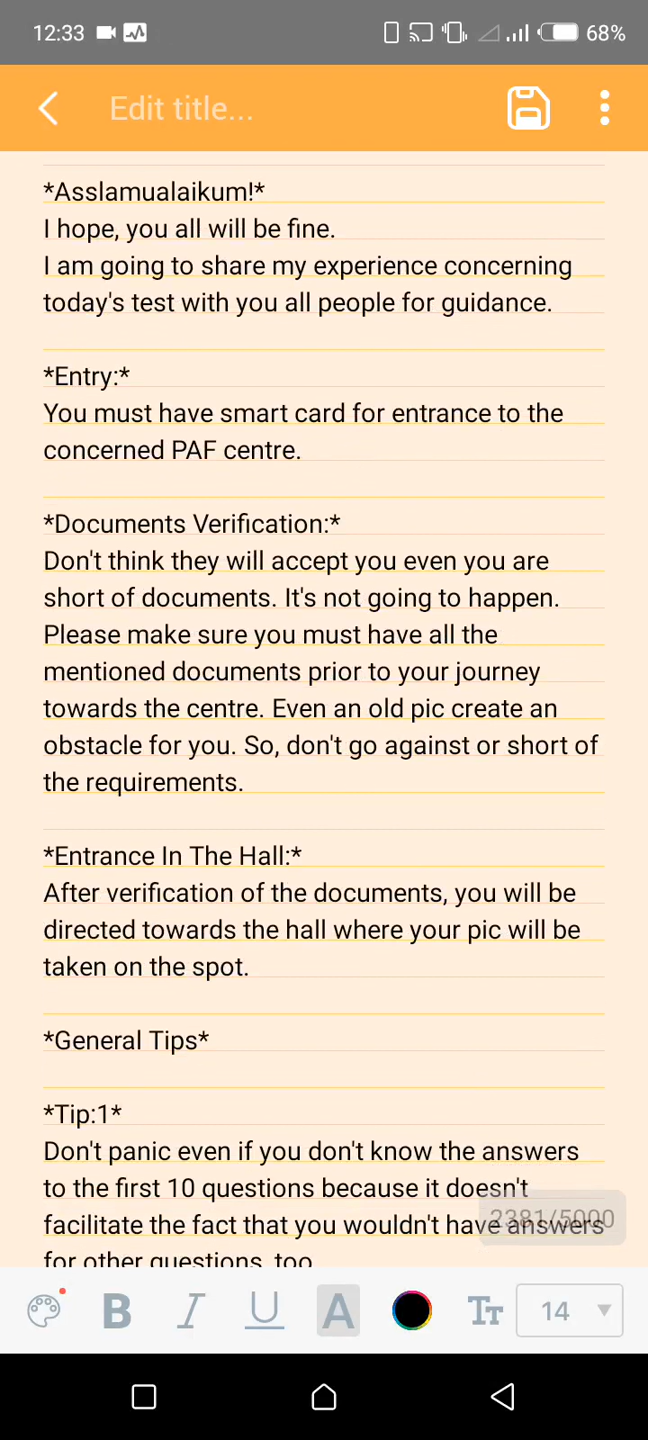 12:33
68%
Edit title...
*Asslamualaikum!*
I hope, you all will be fine.
I am going to share my experience concerning
today's test with you all people for guidance.
*Entry:*
You must have smart card for entrance to the
concerned PAF centre.
*Documents Verification:*
Don't think they will accept you even you are
short of documents. It's not going to happen.
Please make sure you must have all the
mentioned documents prior to your journey
towards the centre. Even an old pic create an
obstacle for you. So, don't go against or short of
the requirements.
*Entrance In The Hall:*
After verification of the documents, you will be
directed towards the hall where your pic will be
taken on the spot.
*General Tips*
*Tip:1*
Don't panic even if you don't know the answers
to the first 10 questions because it doesn't
facilitate the fact that you wouldn't have answers
2381/5000
for other questions, too
B I U A TT 14